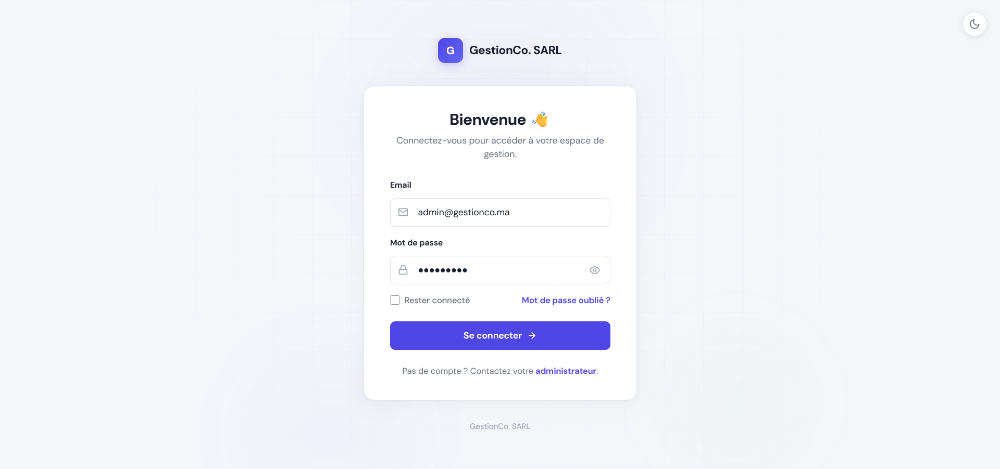 G
GestionCo. SARL
Bienvenue 👋
Connectez-vous pour accéder à votre espace de
gestion.
Email
admin@gestionco.ma
Mot de passe
●●●●●●●●●
Rester connecté
Mot de passe oublié ?
Se connecter →
Pas de compte ? Contactez votre administrateur.
GestionCo. SARL